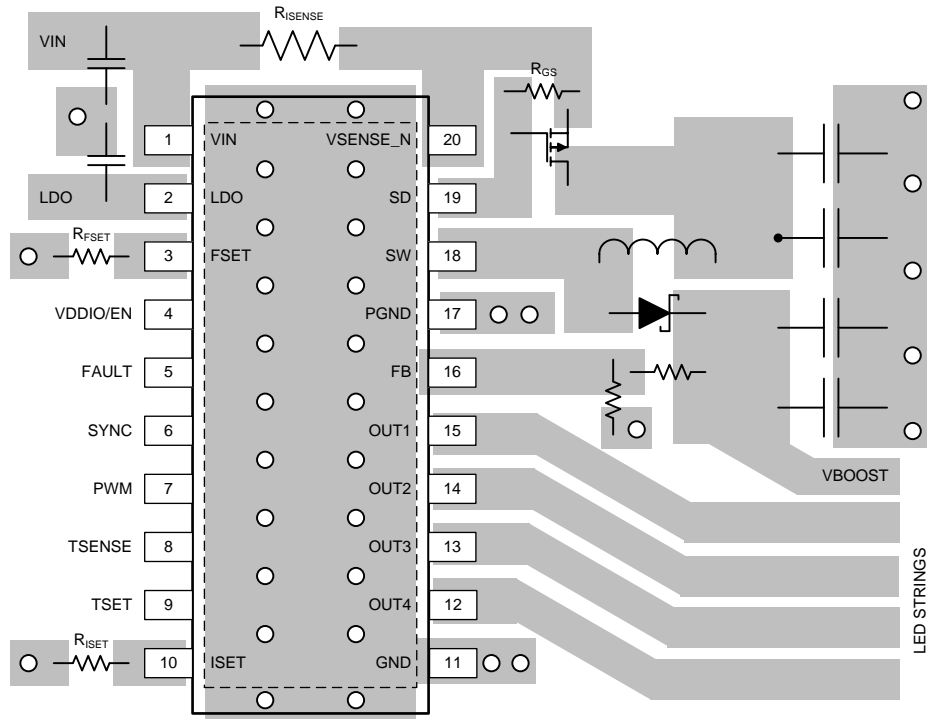 RISENSE
VIN
RGS
1 VIN VSENSE_N 20
LDO 2 LDO SD 19
RFSET
3 FSET SW 18
VDDIO/EN 4 PGND 17
FAULT 5 FB 16
SYNC 6 OUT1 15
VBOOST
PWM 7 OUT2 14
TSENSE 8 OUT3 13
TSET 9 OUT4 12
LED STRINGS
RISET
10 ISET GND 11